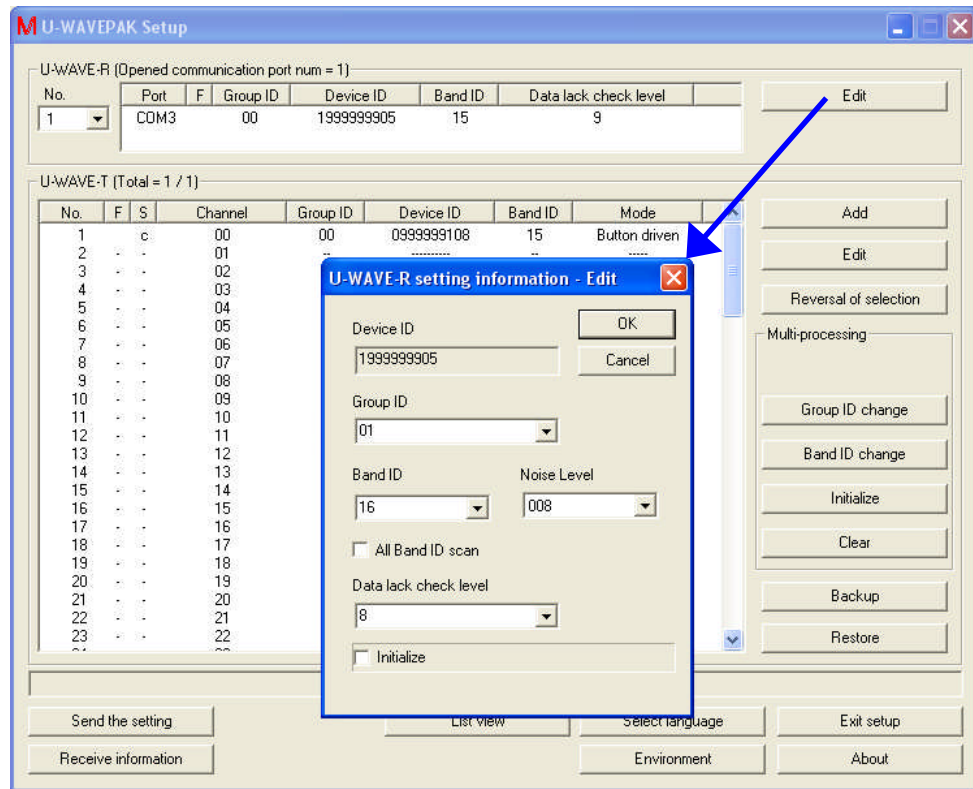 M U-WAVEPAK Setup
U-WAVE-R (Opened communication port num = 1)
No. Port F Group ID Device ID Band ID Data lack check level Edit
1 COM3 00 1999999905 15 9
U-WAVE-T (Total = 1 / 1)
No. F S Channel Group ID Device ID Band ID Mode Add
1 c 00 00 0999999108 15 Button driven
2 - - 01 -- ---------- -- ----- Edit
3 - - 02
4 - - 03
5 - - 04
6 - - 05
7 - - 06
8 - - 07
9 - - 08
10 - - 09
11 - - 10
12 - - 11
13 - - 12
14 - - 13
15 - - 14
16 - - 15
17 - - 16
18 - - 17
19 - - 18
20 - - 19
21 - - 20
22 - - 21
23 - - 22
Reversal of selection
Multi-processing
Group ID change
Band ID change
Initialize
Clear
Backup
Restore
U-WAVE-R setting information - Edit
Device ID OK
1999999905 Cancel
Group ID
01
Band ID Noise Level
16 008
All Band ID scan
Data lack check level
8
Initialize
Send the setting List view Select language Exit setup
Receive information Environment About